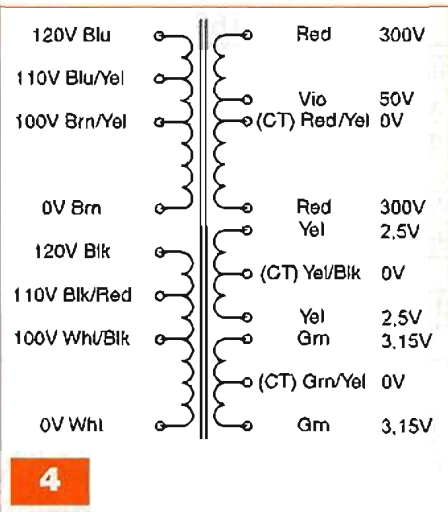 120V Blu
110V Blu/Yel
100V Brn/Yel
0V Brn
120V Blk
110V Blk/Red
100V Wht/Blk
0V Wht
Red 300V
Vio 50V
(CT) Red/Yel 0V
Red 300V
Yel 2,5V
(CT) Yel/Blk 0V
Yel 2,5V
Grn 3,15V
(CT) Grn/Yel 0V
Grn 3,15V
4